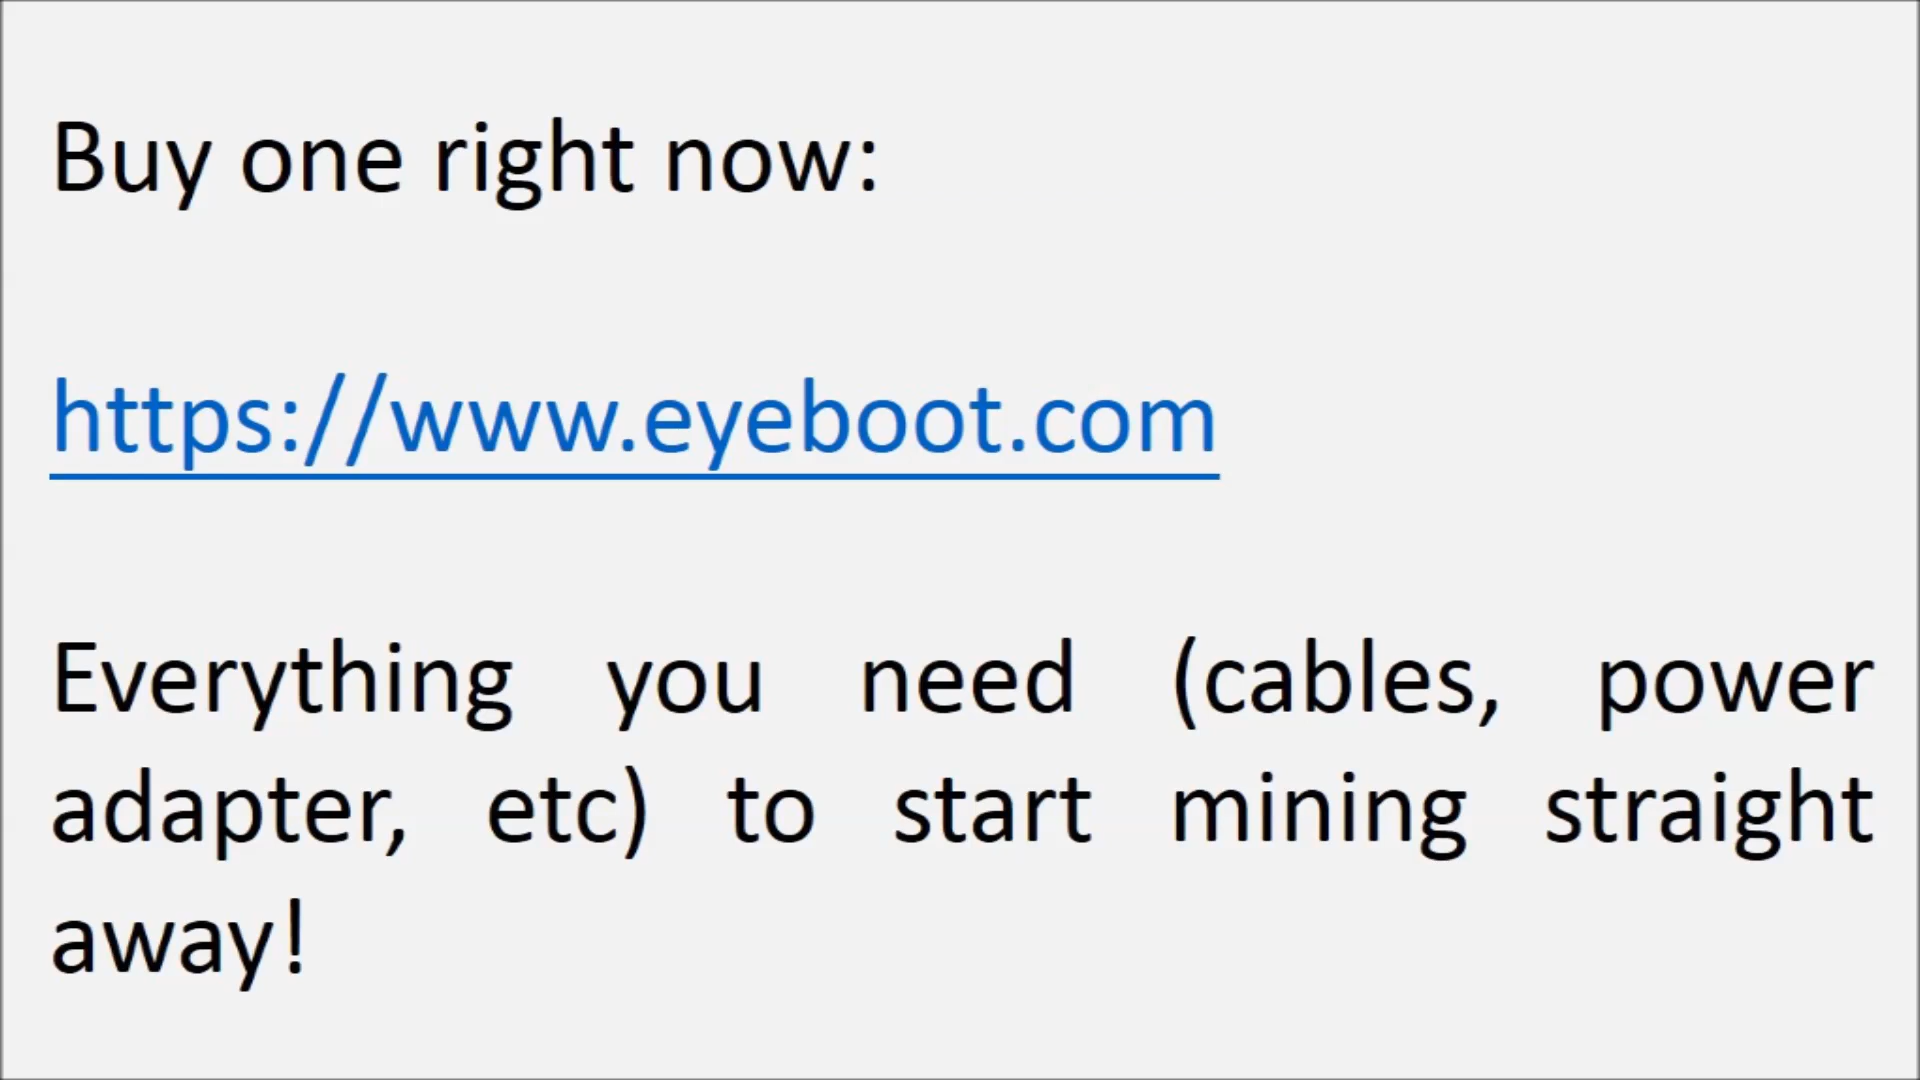 Buy one right now:
https://www.eyeboot.com
Everything you need (cables, power
adapter, etc) to start mining straight
away!